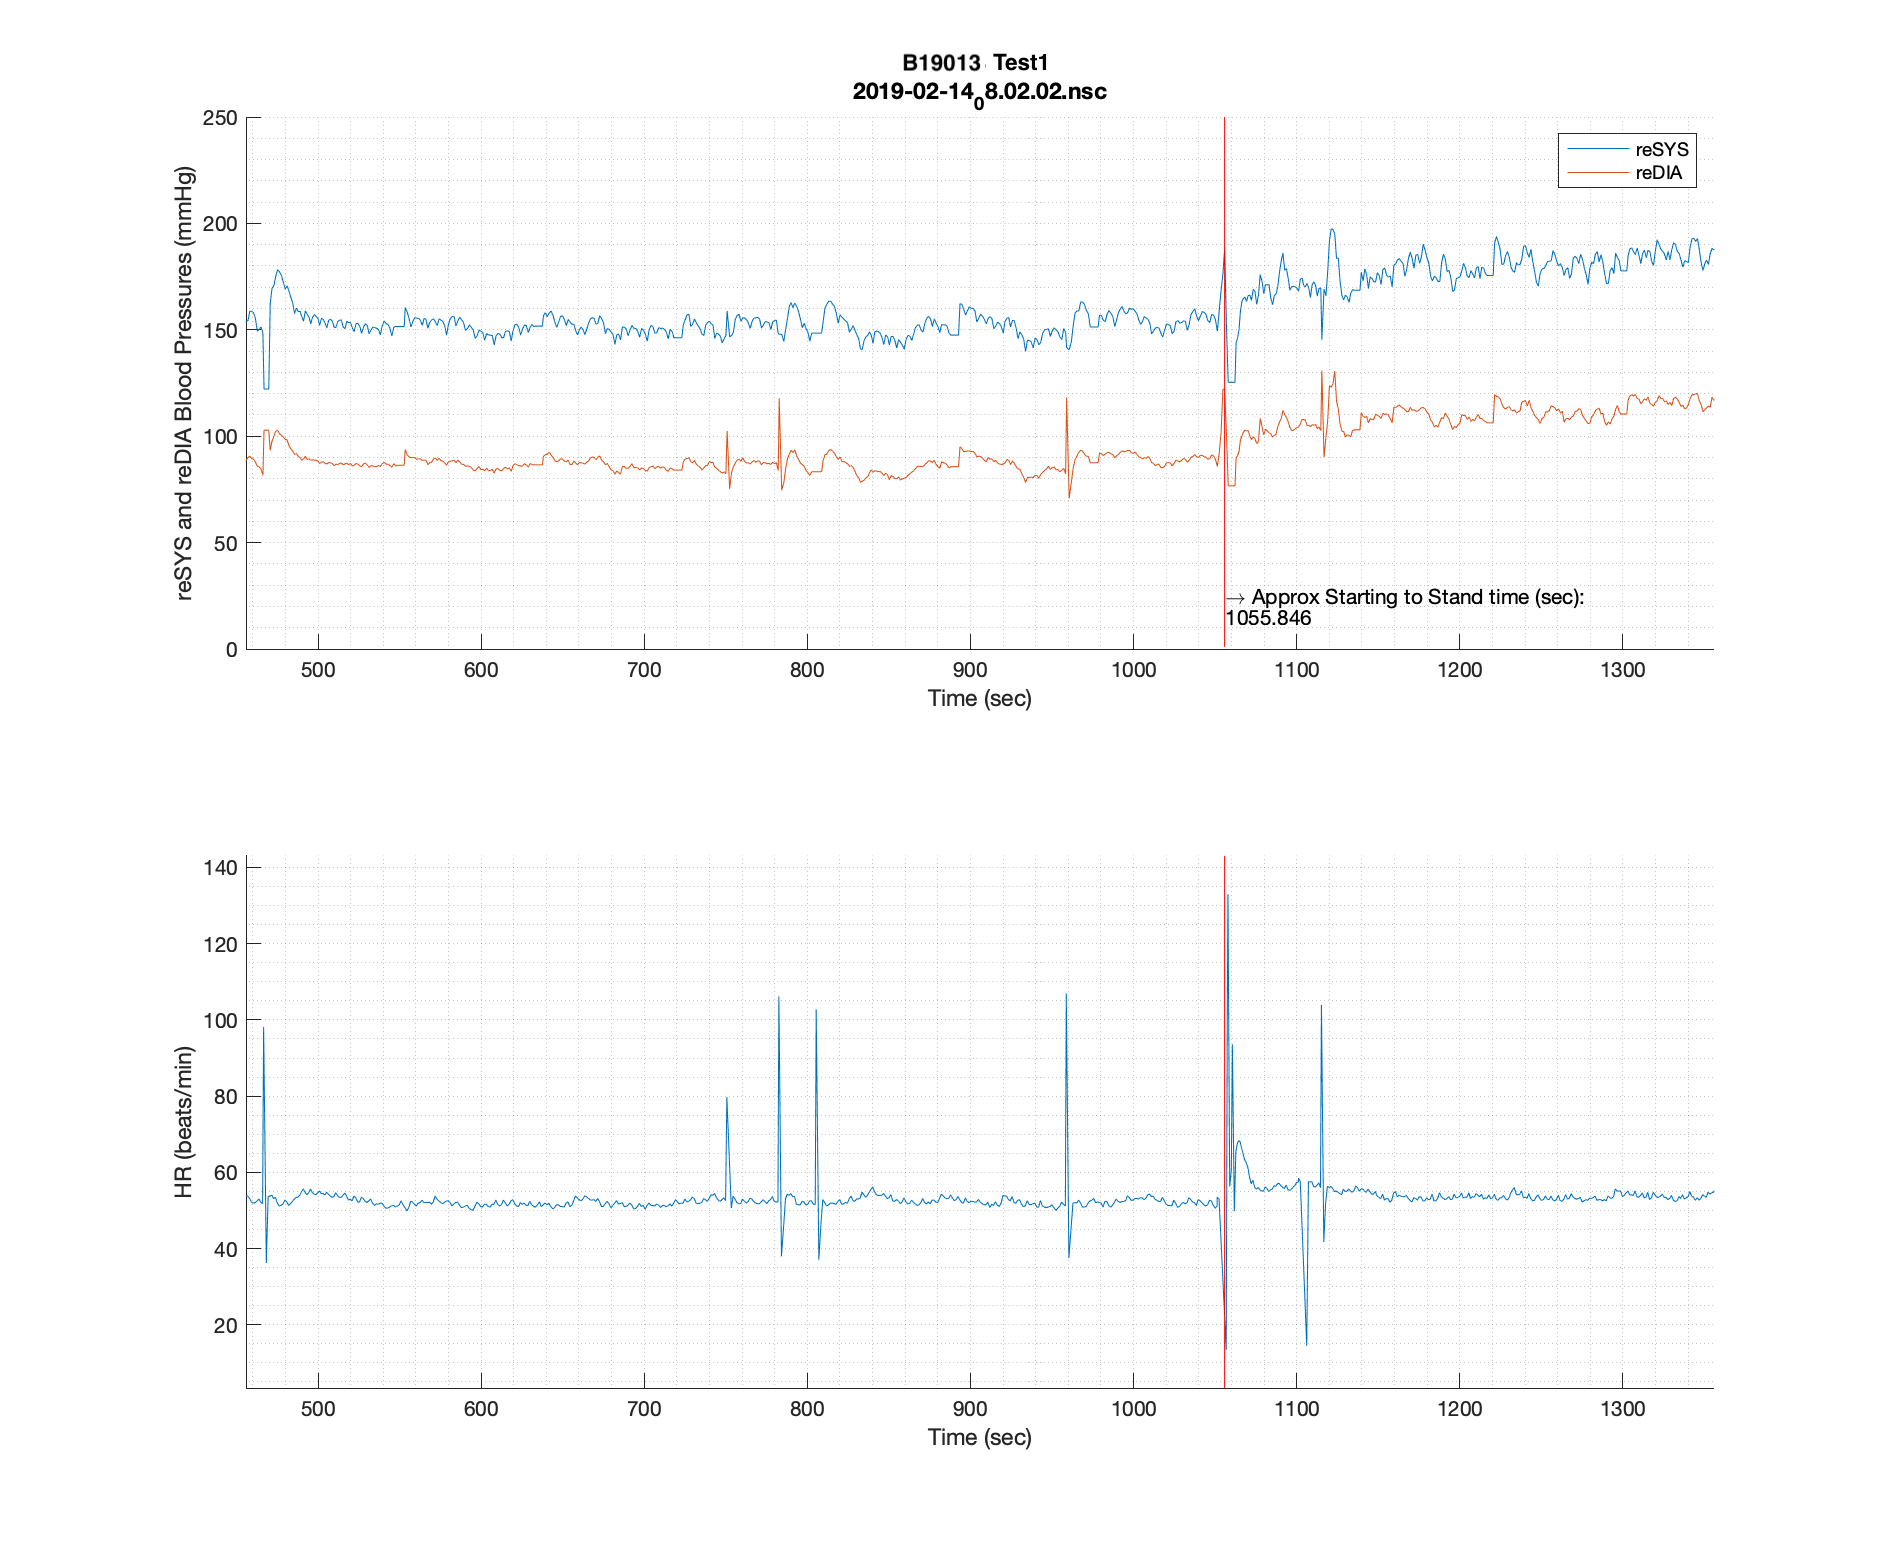 B19013 Test1
2019-02-14₀8.02.02.nsc
250
200
150
100
50
0
reSYS and reDIA Blood Pressures (mmHg)
reSYS
reDIA
→ Approx Starting to Stand time (sec):
1055.846
500 600 700 800 900 1000 1100 1200 1300
Time (sec)
140
120
100
80
60
40
20
HR (beats/min)
500 600 700 800 900 1000 1100 1200 1300
Time (sec)